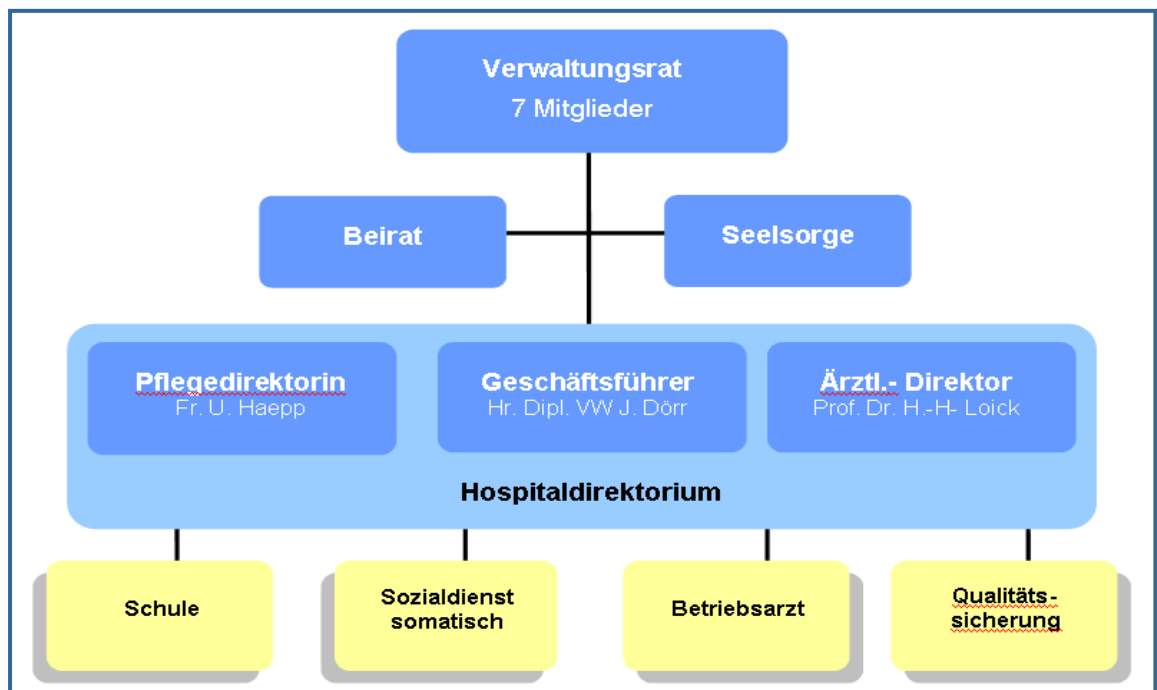 Verwaltungsrat
7 Mitglieder
Beirat
Seelsorge
Pflegedirektorin
Fr. U. Haepp
Geschäftsführer
Hr. Dipl. VW J. Dörr
Ärztl.- Direktor
Prof. Dr. H.-H- Loick
Hospitaldirektorium
Schule
Sozialdienst
somatisch
Betriebsarzt
Qualitäts-
sicherung